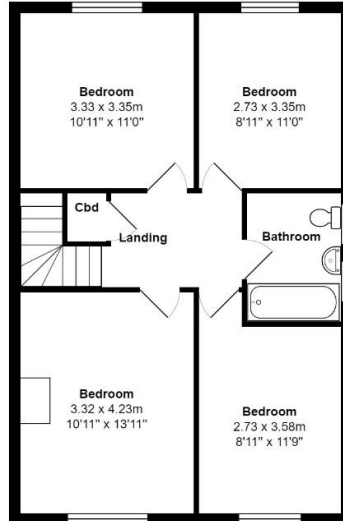 Bedroom
3.33 x 3.35m
10'11" x 11'0"
Bedroom
2.73 x 3.35m
8'11" x 11'0"
Cbd
Landing
Bathroom
Bedroom
3.32 x 4.23m
10'11" x 13'11"
Bedroom
2.73 x 3.58m
8'11" x 11'9"